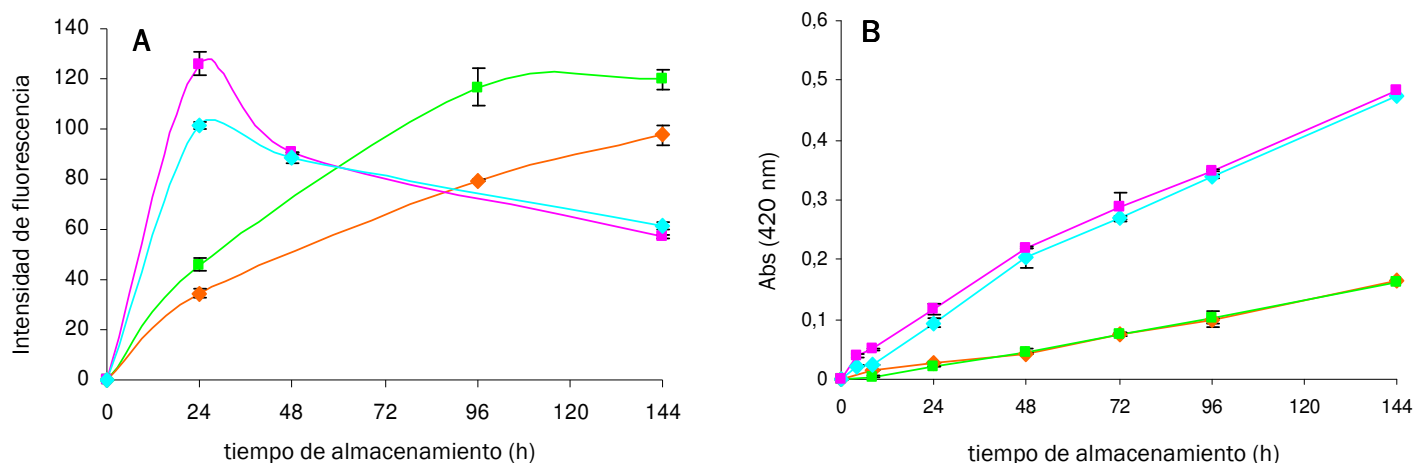 A
Intensidad de fluorescencia
140
120
100
80
60
40
20
0
0 24 48 72 96 120 144
tiempo de almacenamiento (h)
B
Abs (420 nm)
0,6
0,5
0,4
0,3
0,2
0,1
0
0 24 48 72 96 120 144
tiempo de almacenamiento (h)